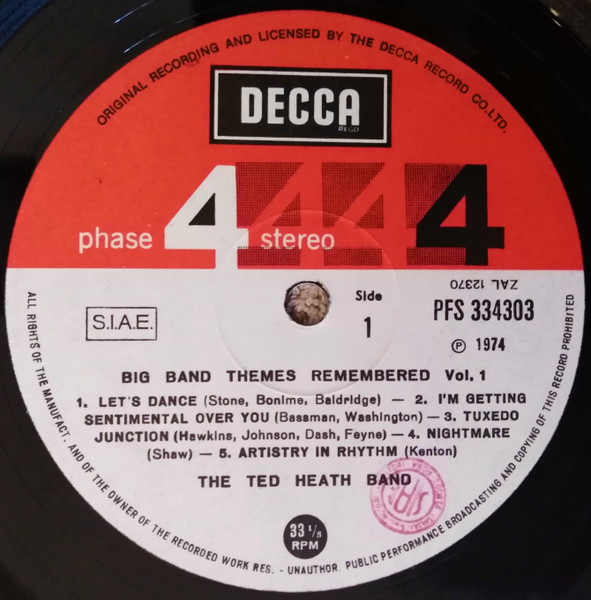 ORIGINAL RECORDING AND LICENSED BY THE DECCA RECORD CO. LTD.
DECCA
REGD
phase 4 stereo 4
ZAL 12370
S.I.A.E.
Side
1
PFS 334303
Ⓟ 1974
BIG BAND THEMES REMEMBERED Vol. 1
1. LET'S DANCE (Stone, Bonime, Baldridge) — 2. I'M GETTING
SENTIMENTAL OVER YOU (Bassman, Washington) — 3. TUXEDO
JUNCTION (Hawkins, Johnson, Dash, Feyne) — 4. NIGHTMARE
(Shaw) — 5. ARTISTRY IN RHYTHM (Kenton)
THE TED HEATH BAND
33 1/3
RPM
ALL RIGHTS OF THE MANUFACT. AND OF THE OWNER OF THE RECORDED WORK RES. - UNAUTHOR. PUBLIC PERFORMANCE BROADCASTING AND COPYING OF THIS RECORD PROHIBITED